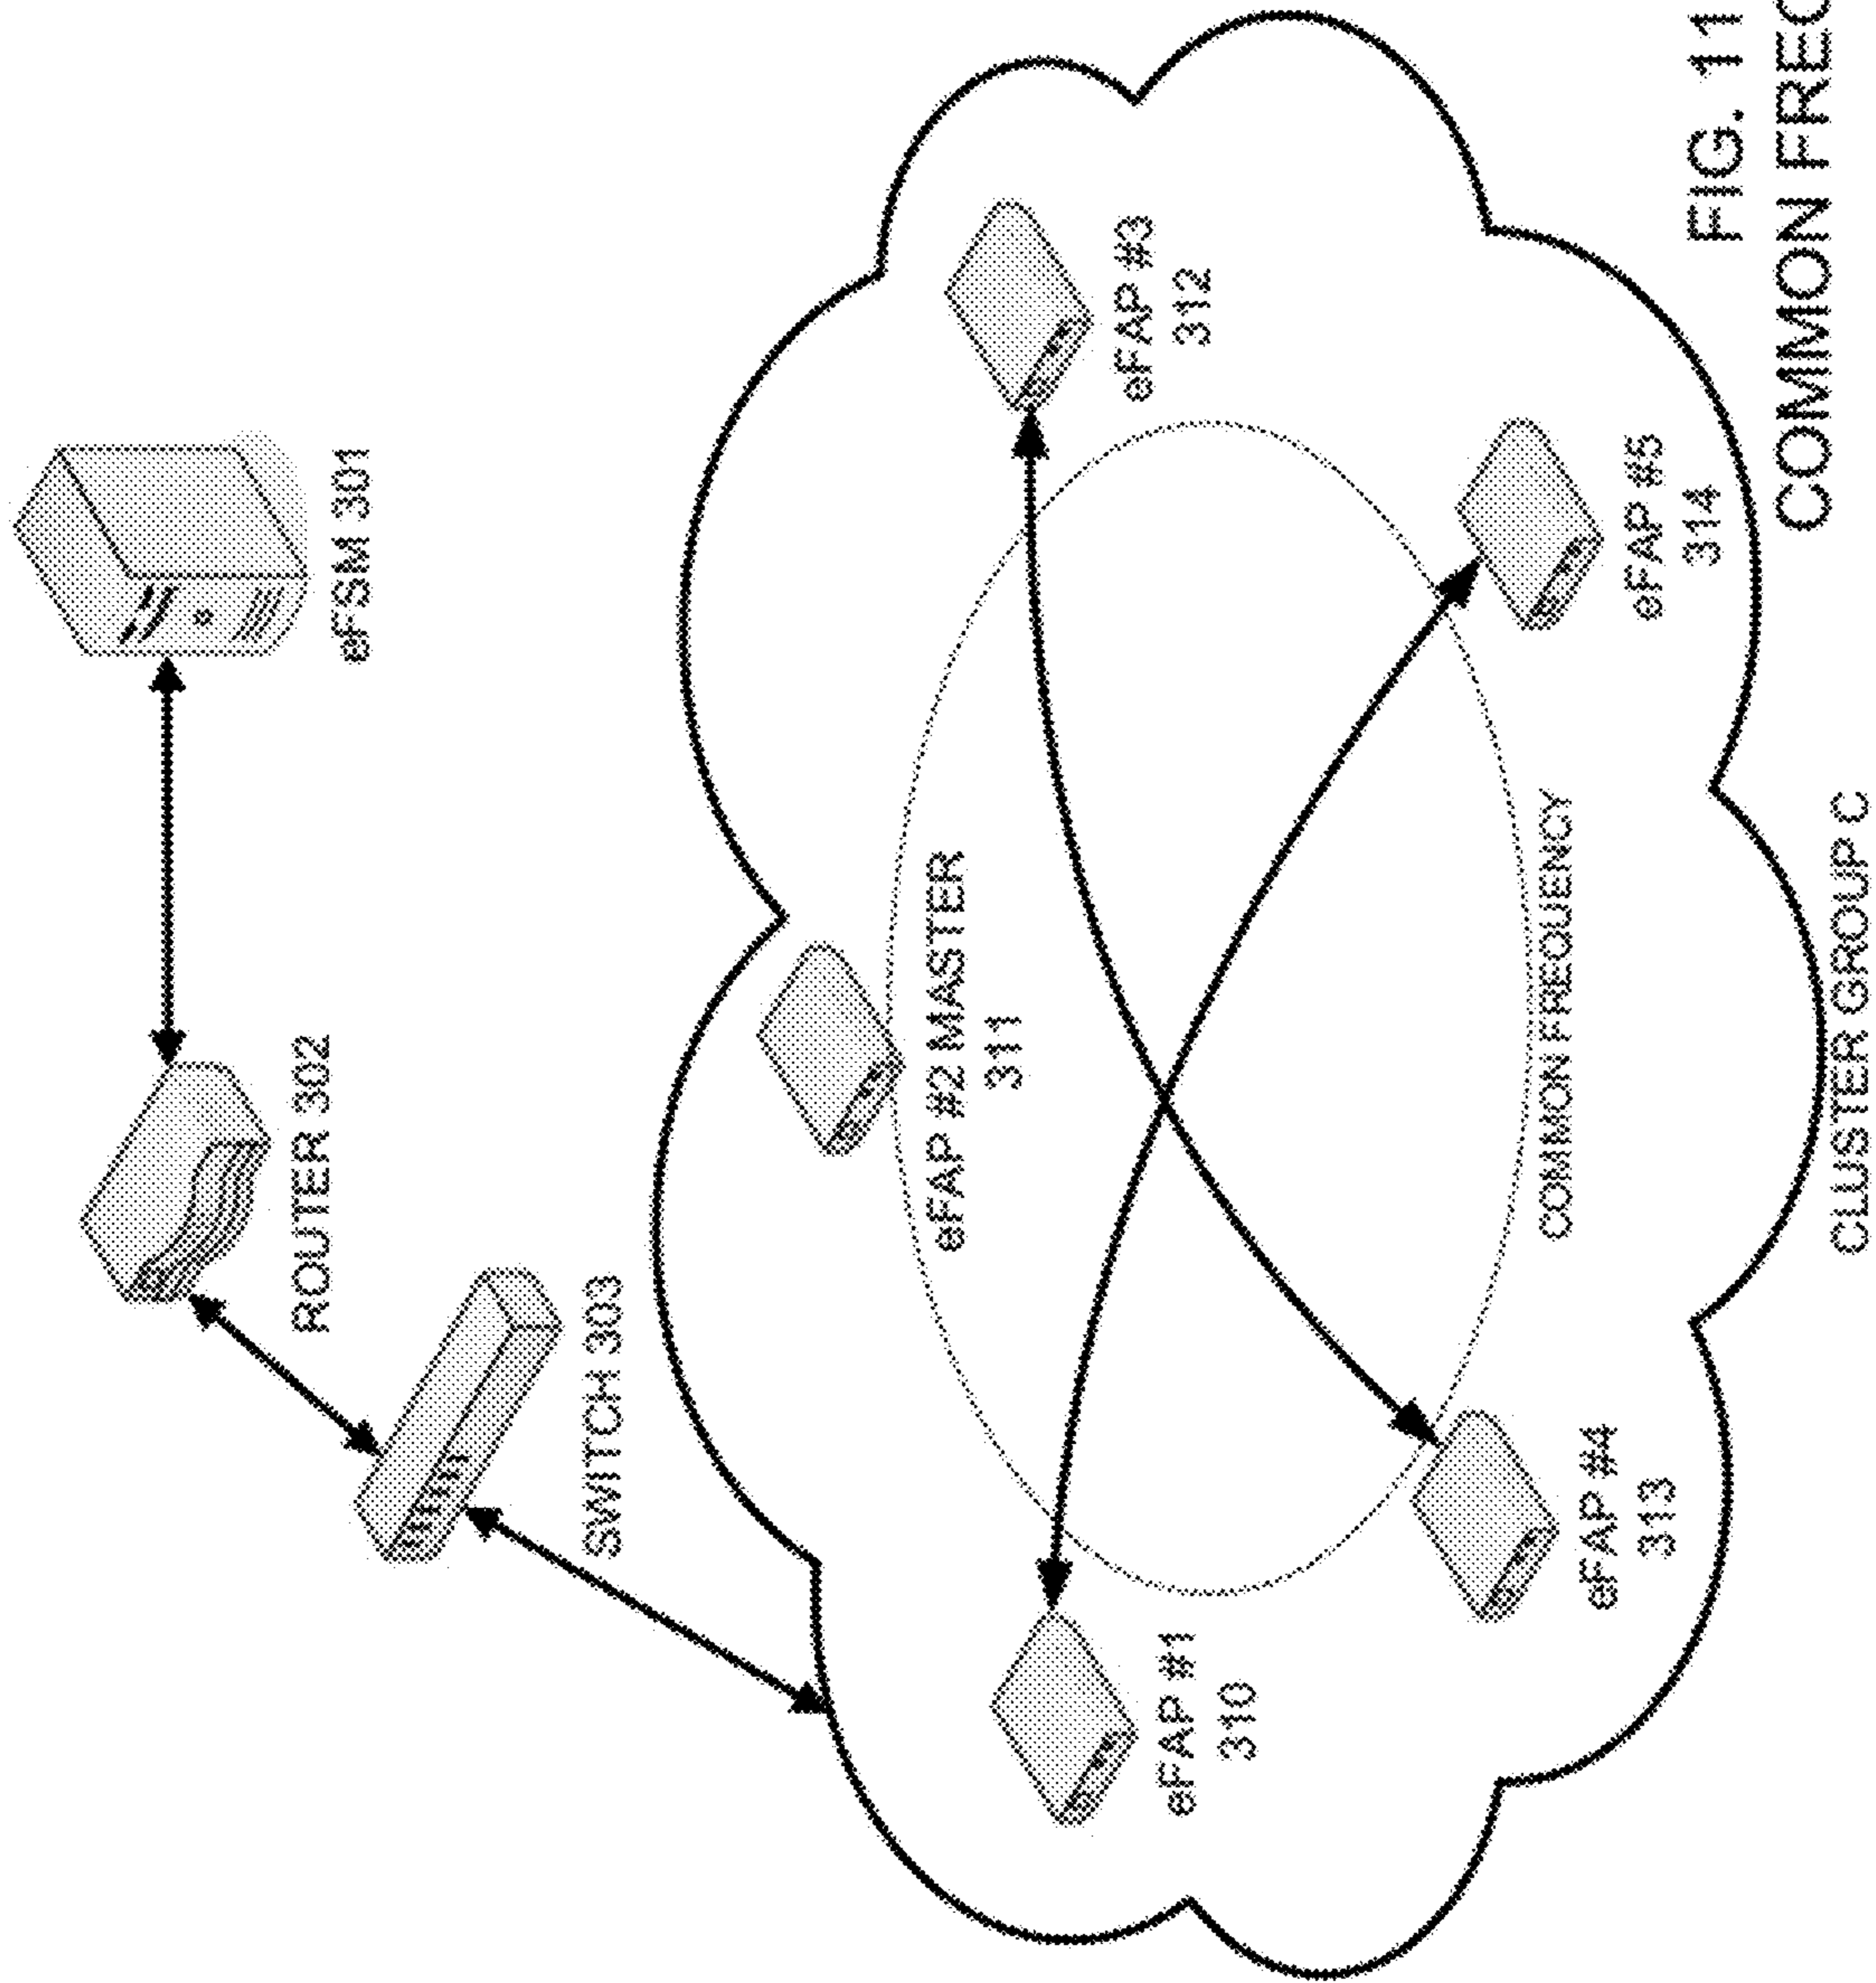 eFSM 301
ROUTER 302
SWITCH 303
eFAP #2 MASTER
311
eFAP #1
310
eFAP #3
312
eFAP #4
313
eFAP #5
314
COMMON FREQUENCY
CLUSTER GROUP C
FIG. 11
COMMON